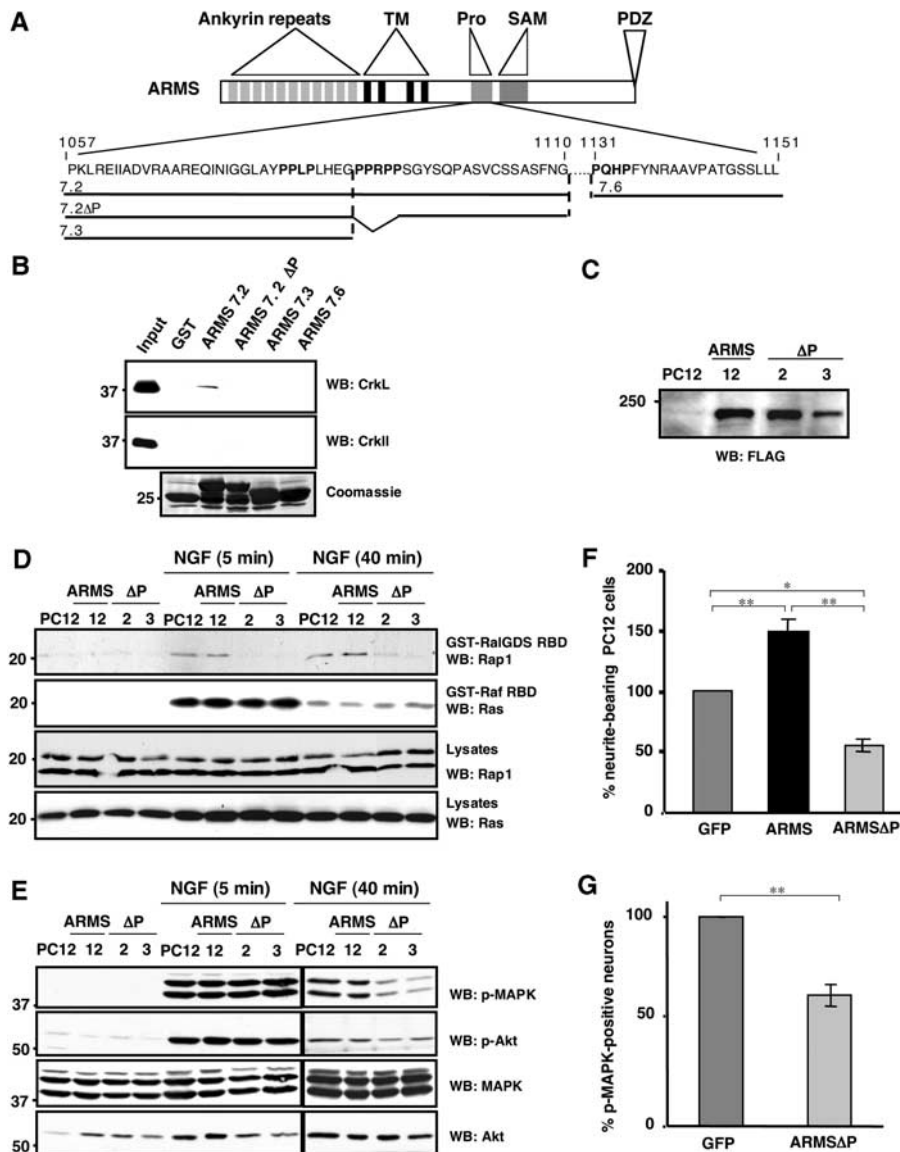 A
Ankyrin repeats TM Pro SAM PDZ
ARMS
1057 1110 1131 1151
PKLREIIADVRAAREQINIGGLAYPPLPLHEGPPRPPSGYSQPASVCSSASFNG PQHPFYNRAAVPATGSSLLL
7.2 7.6
7.2ΔP
7.3
B
Input GST ARMS 7.2 ARMS 7. 2 ΔP ARMS 7.3 ARMS 7.6
37 WB: CrkL
37 WB: CrkII
25 Coomassie
C
ARMS ΔP
PC12 12 2 3
250
WB: FLAG
D
NGF (5 min) NGF (40 min)
ARMS ΔP ARMS ΔP ARMS ΔP
PC12 12 2 3 PC12 12 2 3 PC12 12 2 3
20 GST-RalGDS RBD
WB: Rap1
20 GST-Raf RBD
WB: Ras
20 Lysates
WB: Rap1
20 Lysates
WB: Ras
E
NGF (5 min) NGF (40 min)
ARMS ΔP ARMS ΔP ARMS ΔP
PC12 12 2 3 PC12 12 2 3 PC12 12 2 3
37 WB: p-MAPK
50 WB: p-Akt
37 WB: MAPK
50 WB: Akt
F
% neurite-bearing PC12 cells
200
150
100
50
0
*
** **
GFP ARMS ARMSΔP
G
% p-MAPK-positive neurons
100%
50%
0
**
GFP ARMSΔP